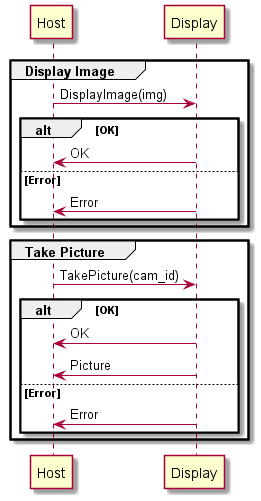 Host Display
Display Image
DisplayImage(img)
alt [OK]
OK
[Error]
Error
Take Picture
TakePicture(cam_id)
alt [OK]
OK
Picture
[Error]
Error
Host Display